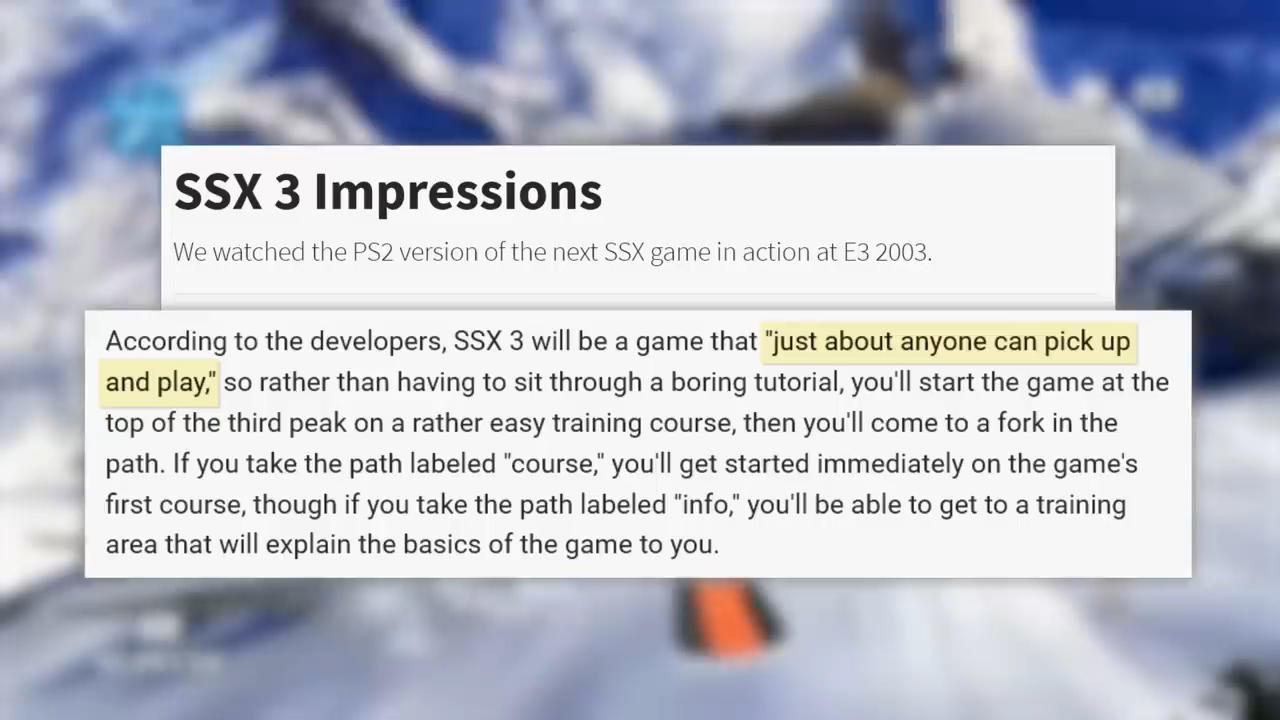 SSX 3 Impressions
We watched the PS2 version of the next SSX game in action at E3 2003.
According to the developers, SSX 3 will be a game that "just about anyone can pick up
and play," so rather than having to sit through a boring tutorial, you'll start the game at the
top of the third peak on a rather easy training course, then you'll come to a fork in the
path. If you take the path labeled "course," you'll get started immediately on the game's
first course, though if you take the path labeled "info," you'll be able to get to a training
area that will explain the basics of the game to you.